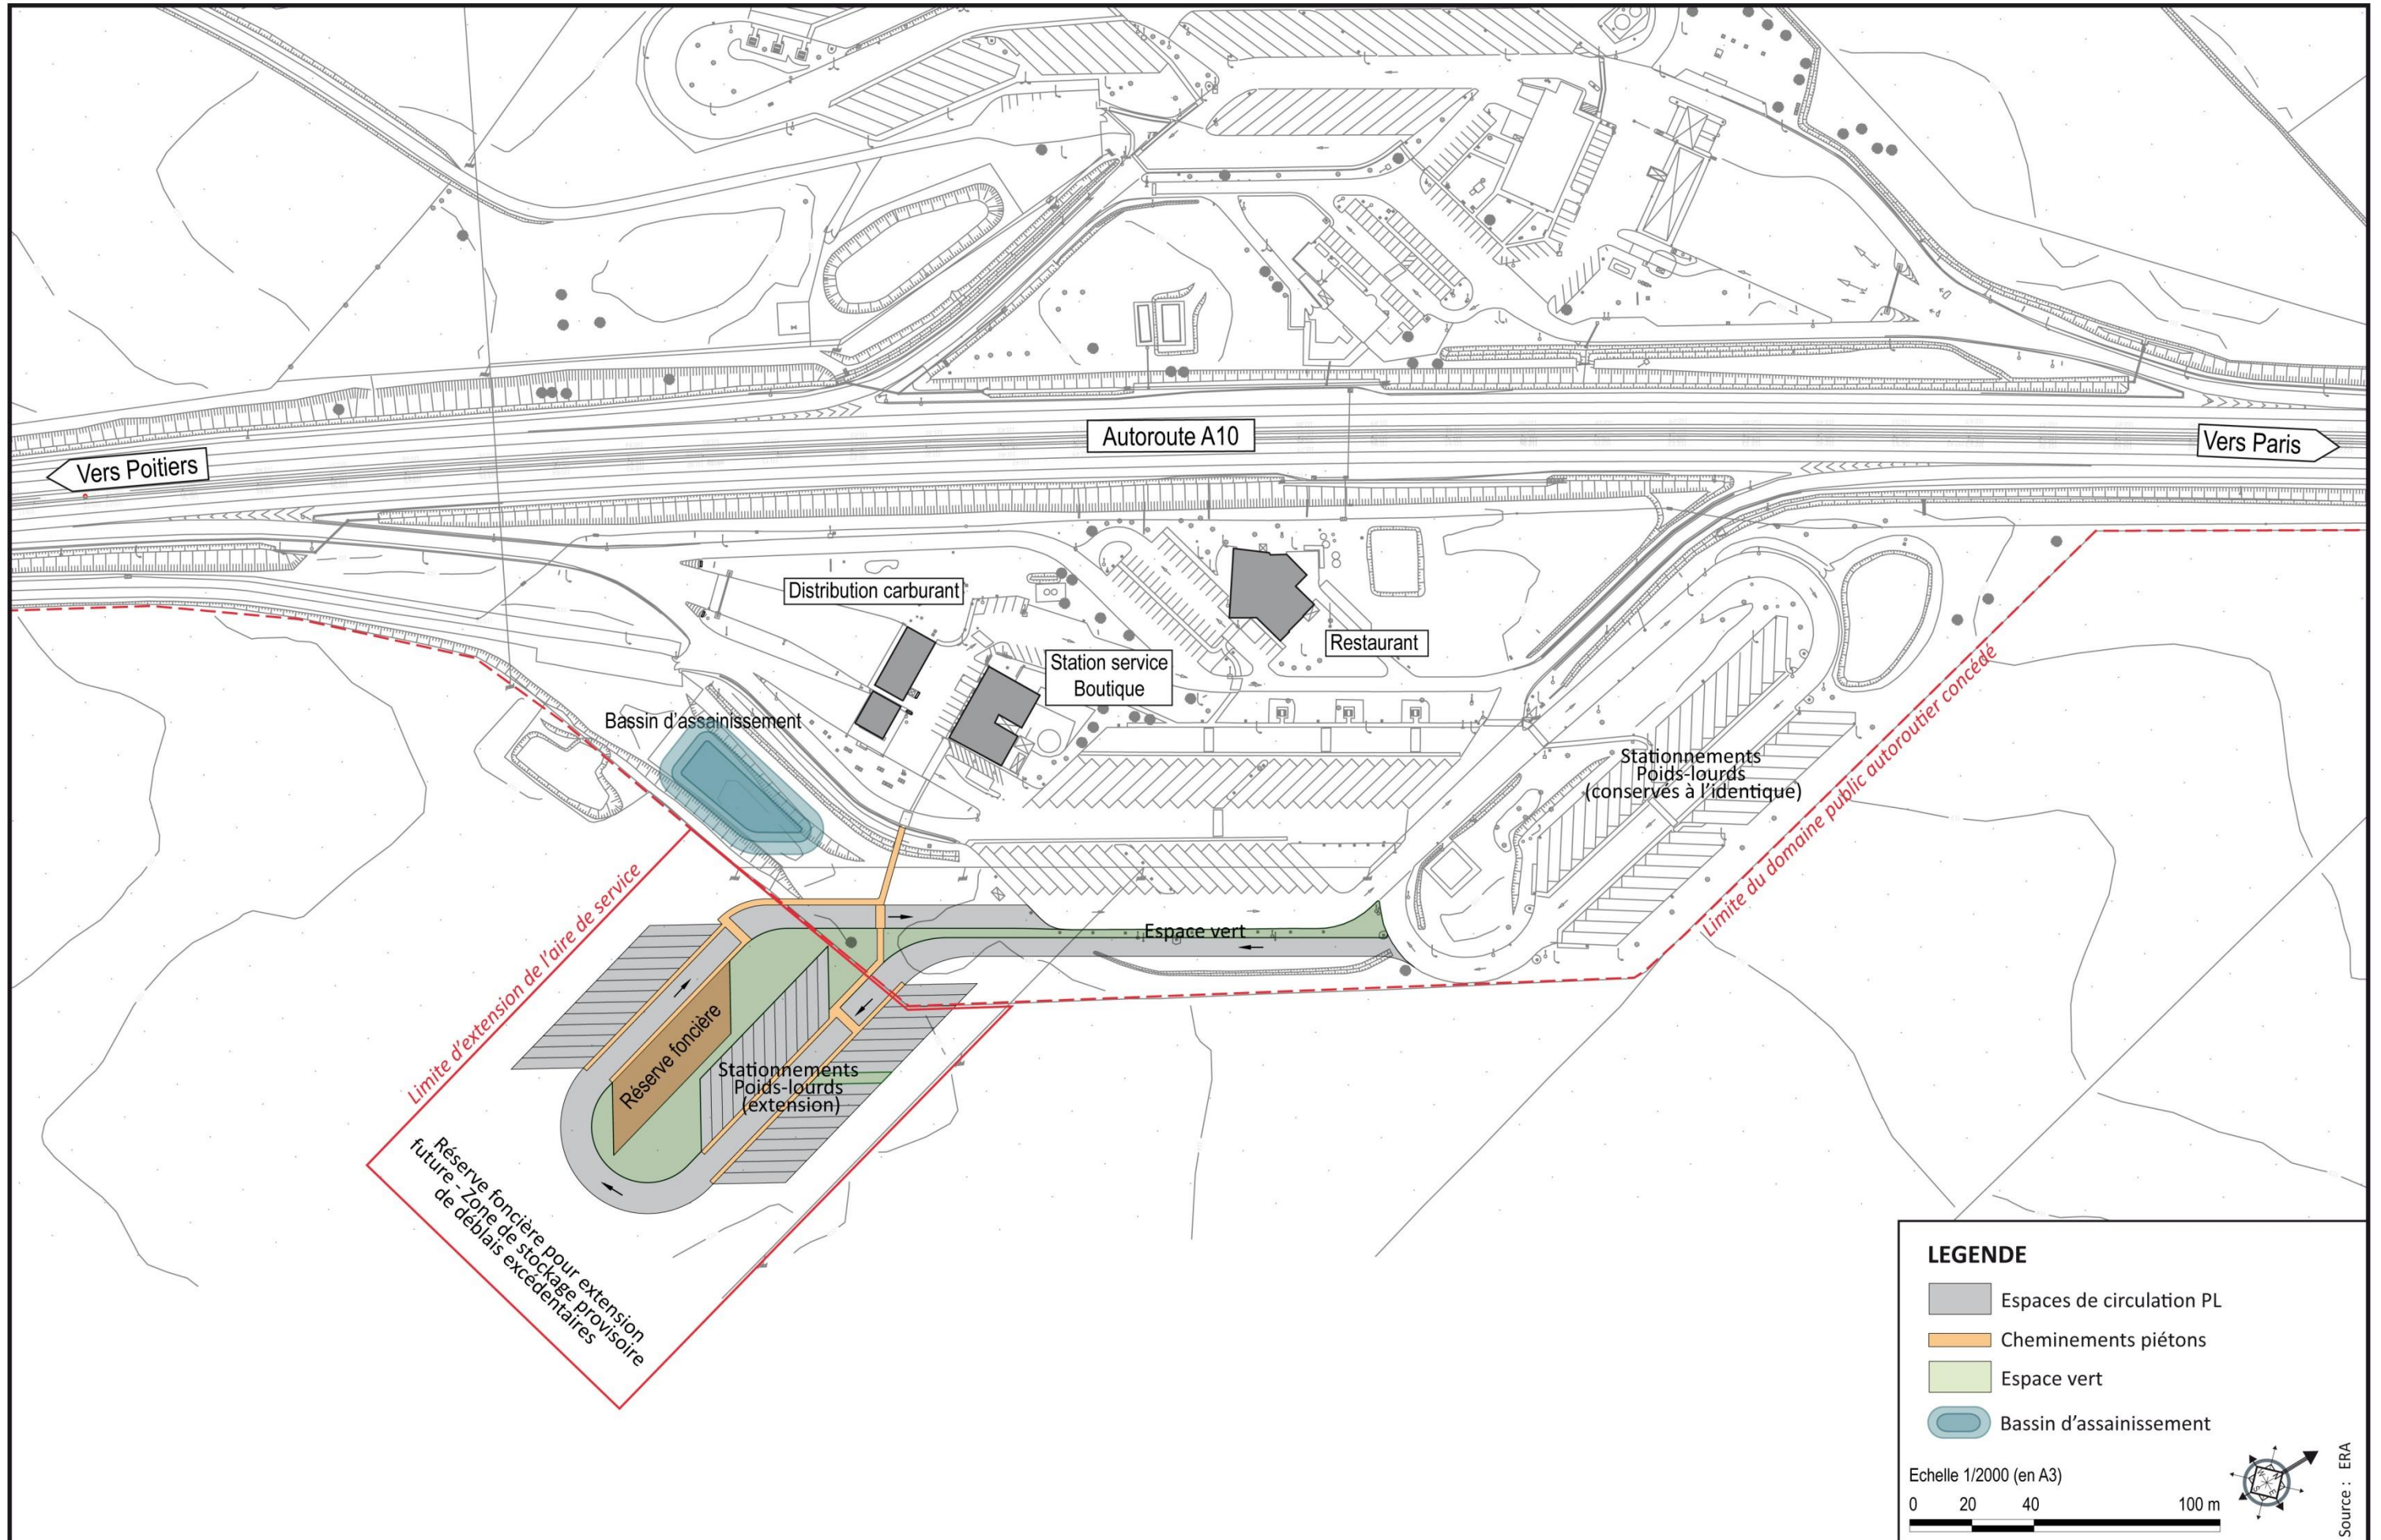 Autoroute A10
Vers Poitiers
Vers Paris
Distribution carburant
Restaurant
Station service
Boutique
Bassin d'assainissement
Stationnements
Poids-lourds
(conservés à l'identique)
Limite du domaine public autoroutier concédé
Limite d'extension de l'aire de service
Espace vert
Réserve foncière
Stationnements
Poids-lourds
(extension)
Réserve foncière pour extension
future - Zone de stockage provisoire
de déblais excédentaires
LEGENDE
Espaces de circulation PL
Cheminements piétons
Espace vert
Bassin d'assainissement
Echelle 1/2000 (en A3)
0 20 40 100 m
Source : ERA